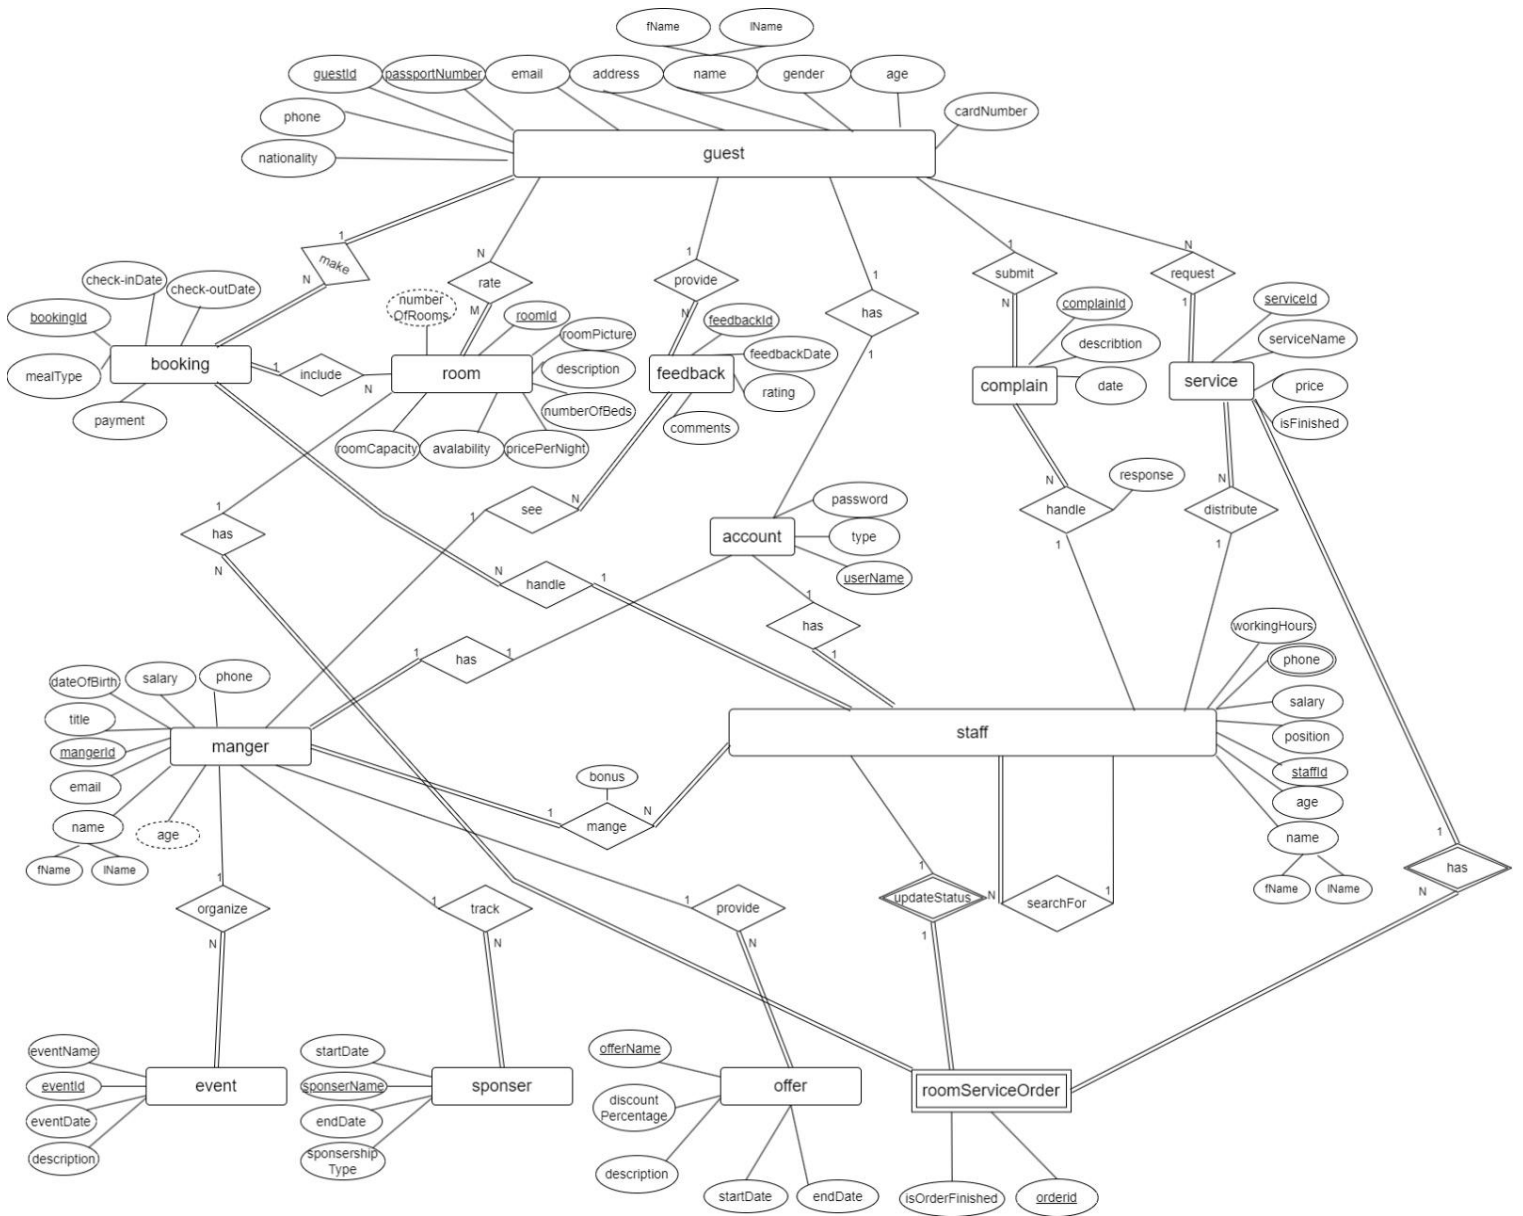 fName
lName
guestId
passportNumber
email
address
name
gender
age
phone
cardNumber
nationality
guest
1
N
1
1
1
N
make
N
rate
M
provide
N
has
1
submit
N
request
1
check-inDate
check-outDate
bookingId
mealType
payment
booking
1
include
N
number
OfRooms
roomId
roomPicture
description
numberOfBeds
roomCapacity
avalability
pricePerNight
room
feedbackId
feedbackDate
rating
comments
feedback
complainId
describtion
date
complain
serviceId
serviceName
price
isFinished
service
1
has
N
1
see
N
N
handle
1
response
N
distribute
1
password
type
userName
account
N
handle
1
1
has
1
1
has
1
dateOfBirth
salary
phone
title
mangerId
email
name
fName
lName
age
manger
bonus
1
mange
N
staff
workingHours
phone
salary
position
staffId
age
name
fName
lName
1
organize
N
1
track
N
1
provide
N
1
updateStatus
1
N
searchFor
1
1
has
N
eventName
eventId
eventDate
description
event
startDate
sponserName
endDate
sponsership
Type
sponser
offerName
discount
Percentage
description
startDate
endDate
offer
roomServiceOrder
isOrderFinished
orderid